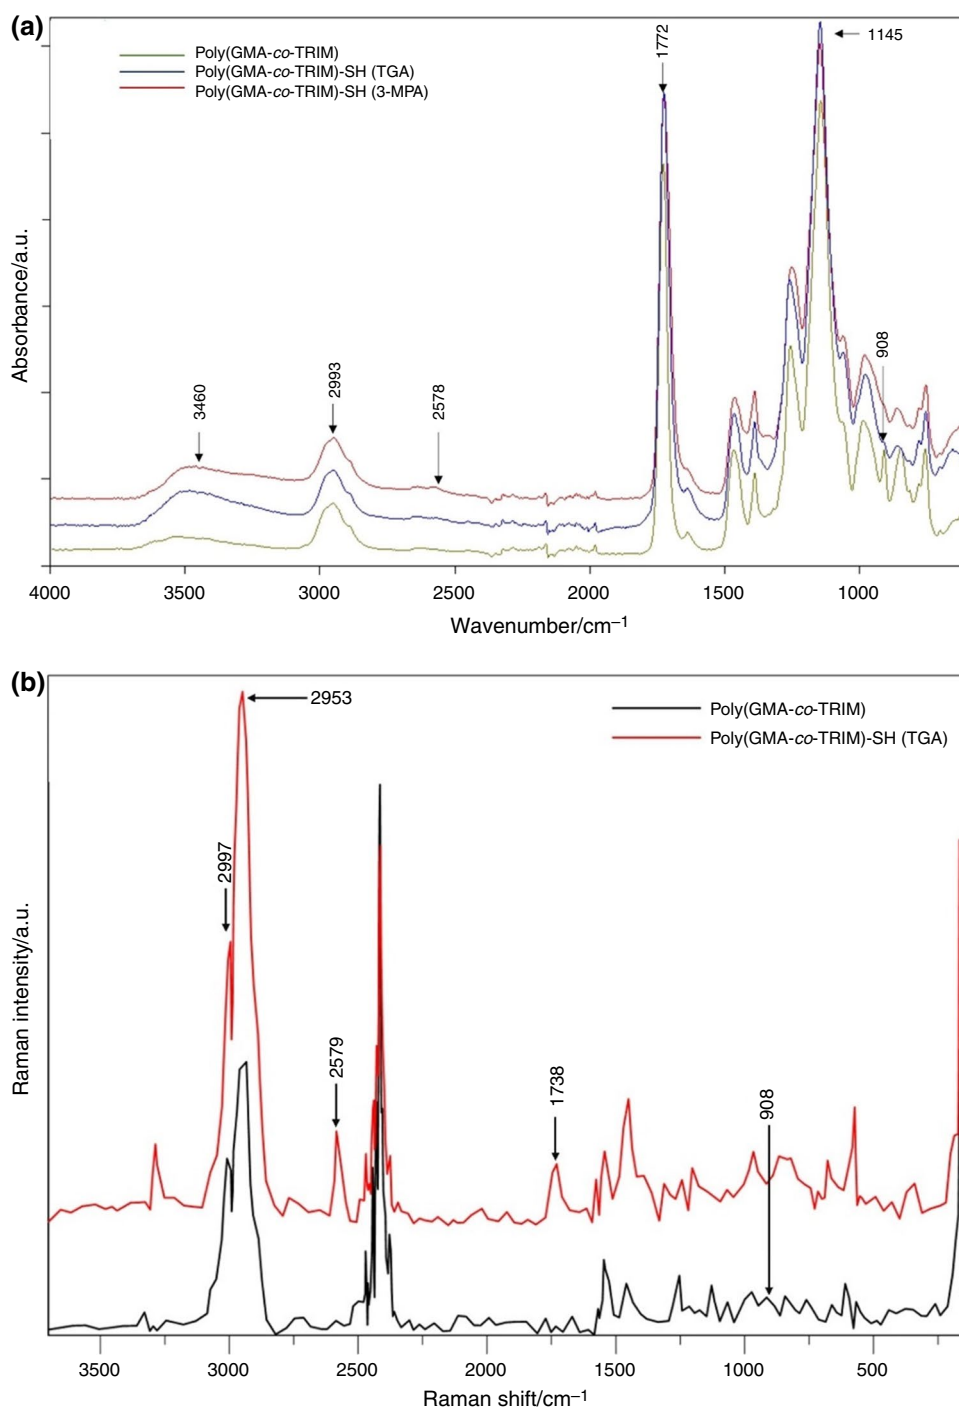 (a)
Poly(GMA-co-TRIM)
Poly(GMA-co-TRIM)-SH (TGA)
Poly(GMA-co-TRIM)-SH (3-MPA)
1772
1145
908
3460
2993
2578
Absorbance/a.u.
4000 3500 3000 2500 2000 1500 1000
Wavenumber/cm⁻¹
(b)
2953
Poly(GMA-co-TRIM)
Poly(GMA-co-TRIM)-SH (TGA)
2997
2579
1738
908
Raman intensity/a.u.
3500 3000 2500 2000 1500 1000 500
Raman shift/cm⁻¹